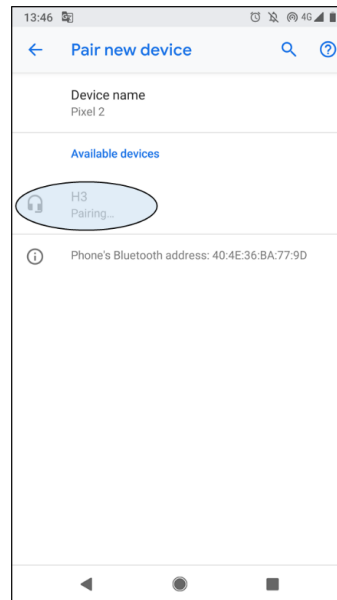 13:46 4G
Pair new device
Device name
Pixel 2
Available devices
H3
Pairing...
Phone's Bluetooth address: 40:4E:36:BA:77:9D